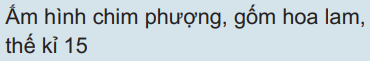 Ấm hình chim phượng, gốm hoa lam,
thế kỉ 15